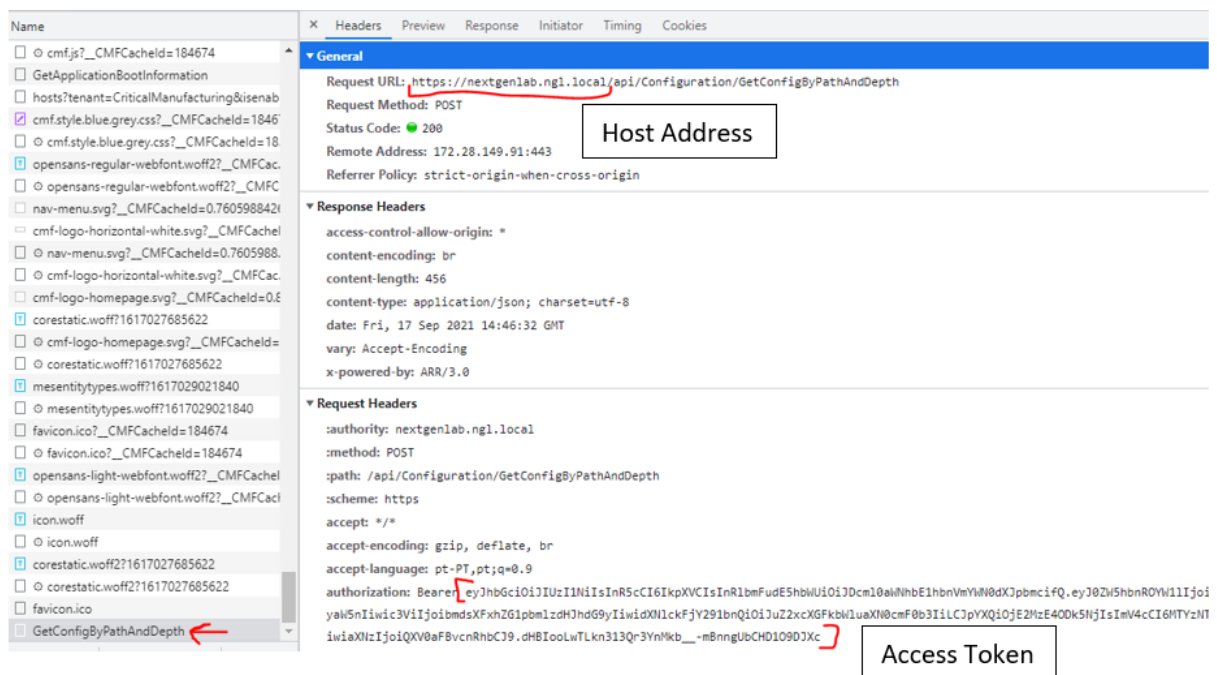 Name
cmf.js?__CMFCacheId=184674
GetApplicationBootInformation
hosts?tenant=CriticalManufacturing&isenab
cmf.style.blue.grey.css?__CMFCacheId=1846
cmf.style.blue.grey.css?__CMFCacheId=18.
opensans-regular-webfont.woff2?__CMFCac.
opensans-regular-webfont.woff2?__CMFC
nav-menu.svg?__CMFCacheId=0.7605988426
cmf-logo-horizontal-white.svg?__CMFCachel
nav-menu.svg?__CMFCacheId=0.7605988.
cmf-logo-horizontal-white.svg?__CMFCac.
cmf-logo-homepage.svg?__CMFCacheId=0.8
corestatic.woff?1617027685622
cmf-logo-homepage.svg?__CMFCacheId=
corestatic.woff?1617027685622
mesentitytypes.woff?1617029021840
mesentitytypes.woff?1617029021840
favicon.ico?__CMFCacheId=184674
favicon.ico?__CMFCacheId=184674
opensans-light-webfont.woff2?__CMFCachel
opensans-light-webfont.woff2?__CMFCacl
icon.woff
icon.woff
corestatic.woff2?1617027685622
corestatic.woff2?1617027685622
favicon.ico
GetConfigByPathAndDepth
× Headers Preview Response Initiator Timing Cookies
General
Request URL: https://nextgenlab.ngl.local/api/Configuration/GetConfigByPathAndDepth
Request Method: POST
Status Code: 200
Host Address
Remote Address: 172.28.149.91:443
Referrer Policy: strict-origin-when-cross-origin
Response Headers
access-control-allow-origin: *
content-encoding: br
content-length: 456
content-type: application/json; charset=utf-8
date: Fri, 17 Sep 2021 14:46:32 GMT
vary: Accept-Encoding
x-powered-by: ARR/3.0
Request Headers
:authority: nextgenlab.ngl.local
:method: POST
:path: /api/Configuration/GetConfigByPathAndDepth
:scheme: https
accept: */*
accept-encoding: gzip, deflate, br
accept-language: pt-PT,pt;q=0.9
authorization: Bearer
Access Token